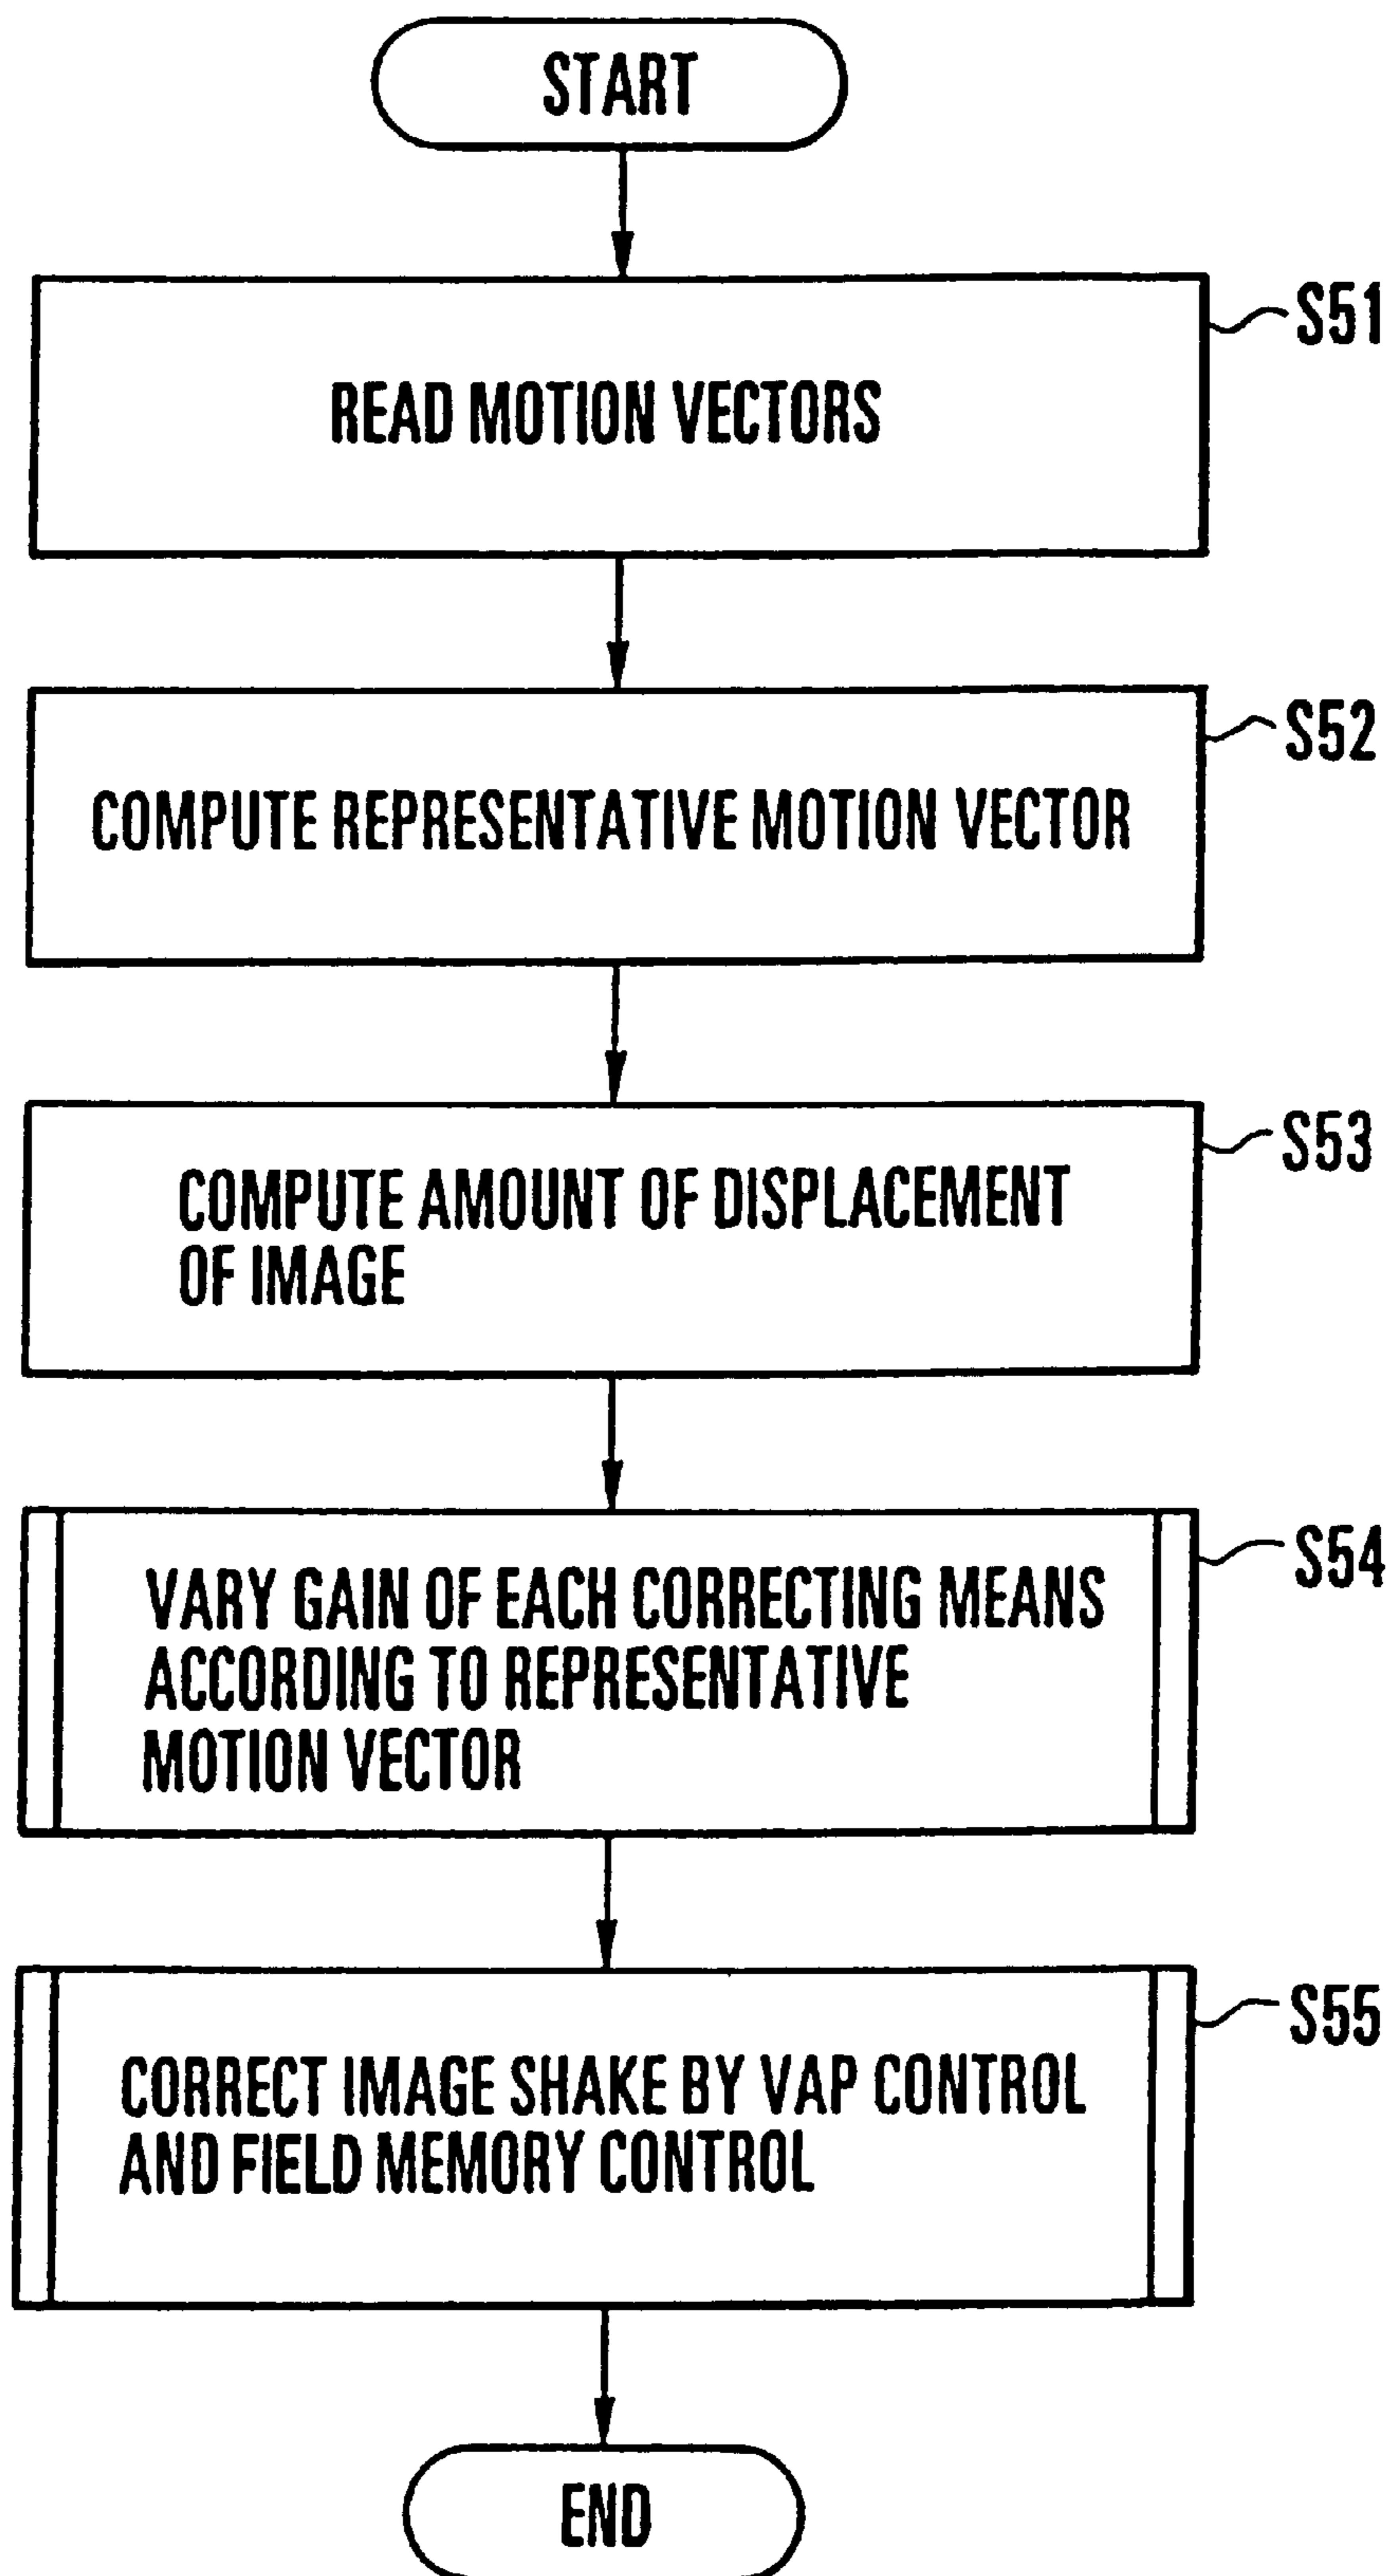 START
S51
READ MOTION VECTORS
S52
COMPUTE REPRESENTATIVE MOTION VECTOR
S53
COMPUTE AMOUNT OF DISPLACEMENT
OF IMAGE
S54
VARY GAIN OF EACH CORRECTING MEANS
ACCORDING TO REPRESENTATIVE
MOTION VECTOR
S55
CORRECT IMAGE SHAKE BY VAP CONTROL
AND FIELD MEMORY CONTROL
END